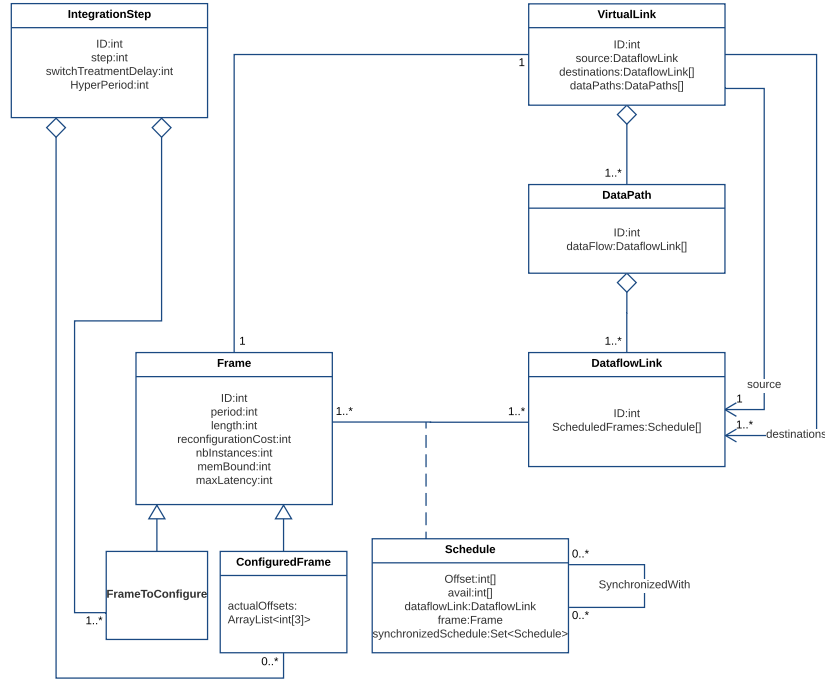 IntegrationStep
ID:int
step:int
switchTreatmentDelay:int
HyperPeriod:int
VirtualLink
ID:int
source:DataflowLink
destinations:DataflowLink[]
dataPaths:DataPaths[]
1
1..*
DataPath
ID:int
dataFlow:DataflowLink[]
1
1..*
Frame
ID:int
period:int
length:int
reconfigurationCost:int
nbInstances:int
memBound:int
maxLatency:int
1..*
1..*
DataflowLink
ID:int
ScheduledFrames:Schedule[]
source
1
1..*
destinations
FrameToConfigure
1..*
ConfiguredFrame
actualOffsets:
ArrayList<int[3]>
0..*
Schedule
Offset:int[]
avail:int[]
dataflowLink:DataflowLink
frame:Frame
synchronizedSchedule:Set<Schedule>
0..*
SynchronizedWith
0..*